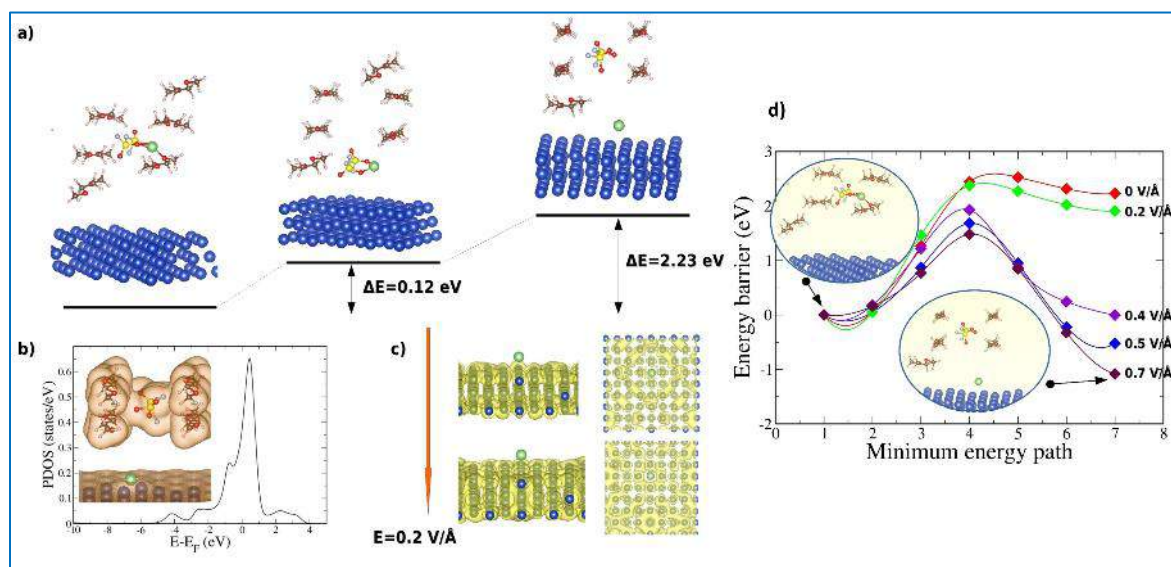 a)
ΔE=0.12 eV
ΔE=2.23 eV
b)
PDOS (states/eV)
0.6
0.5
0.4
0.3
0.2
0.1
0
-10
-8
-6
-4
-2
0
2
4
E-E_F (eV)
c)
E=0.2 V/Å
d)
Energy barrier (eV)
3
2
1
0
-1
-2
0 V/Å
0.2 V/Å
0.4 V/Å
0.5 V/Å
0.7 V/Å
0
1
2
3
4
5
6
7
8
Minimum energy path